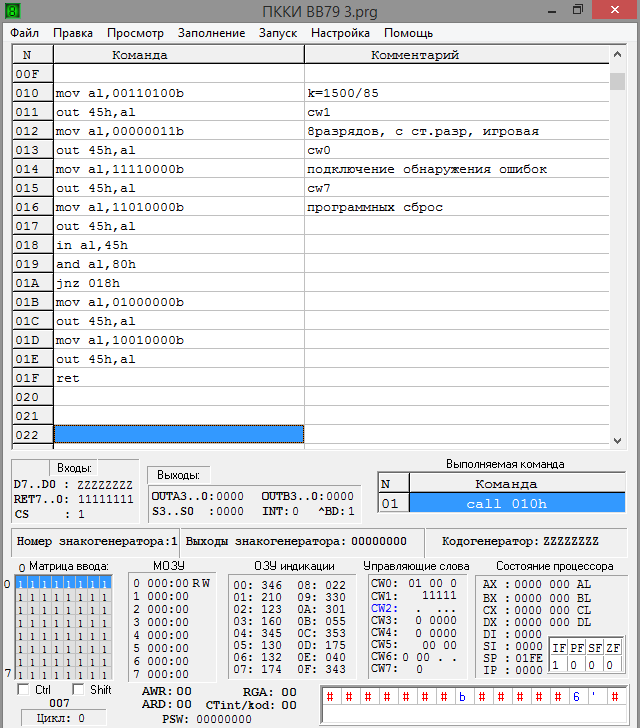 ПККИ ВВ79 3.prg
Файл Правка Просмотр Заполнение Запуск Настройка Помощь
N Команда Комментарий
00F
010 mov al,00110100b k=1500/85
011 out 45h,al cw1
012 mov al,00000011b 8разрядов, с ст.разр, игровая
013 out 45h,al cw0
014 mov al,11110000b подключение обнаружения ошибок
015 out 45h,al cw7
016 mov al,11010000b программных сброс
017 out 45h,al
018 in al,45h
019 and al,80h
01A jnz 018h
01B mov al,01000000b
01C out 45h,al
01D mov al,10010000b
01E out 45h,al
01F ret
020
021
022
Входы:
D7..D0 : ZZZZZZZZ
RET7..0: 11111111
CS : 1
Выходы:
OUTA3..0:0000 OUTB3..0:0000
S3..S0 :0000 INT:0 ^BD:1
Выполняемая команда
N Команда
01 call 010h
Номер знакогенератора:1 Выходы знакогенератора: 00000000 Кодогенератор: ZZZZZZZZ
0 Матрица ввода:
0 1 1 1 1 1 1 1 1
1 1 1 1 1 1 1 1
1 1 1 1 1 1 1 1
1 1 1 1 1 1 1 1
1 1 1 1 1 1 1 1
1 1 1 1 1 1 1 1
1 1 1 1 1 1 1 1
7 1 1 1 1 1 1 1 1
Ctrl Shift
007
Цикл: 0
МОЗУ
0 000:00 R W
1 000:00
2 000:00
3 000:00
4 000:00
5 000:00
6 000:00
7 000:00
ОЗУ индикации
00: 346 08: 022
01: 210 09: 330
02: 123 0A: 301
03: 160 0B: 055
04: 345 0C: 353
05: 130 0D: 175
06: 132 0E: 040
07: 174 0F: 343
Управляющие слова
CW0: 01 00 0
CW1: 11111
CW2: . ...
CW3: 0 0000
CW4: 0 0000
CW5: 00 00
CW6: 0 00 . .
CW7: 0
Состояние процессора
AX : 0000 000 AL
BX : 0000 000 BL
CX : 0000 000 CL
DX : 0000 000 DL
DI : 0000
SI : 0000
SP : 01FE
IP : 0000
IF PF SF ZF
1 0 0 0
AWR: 00 RGA: 00
ARD: 00 CTint/kod: 00
PSW: 00000000
# # # # # # # b # # # # # 6 ' #